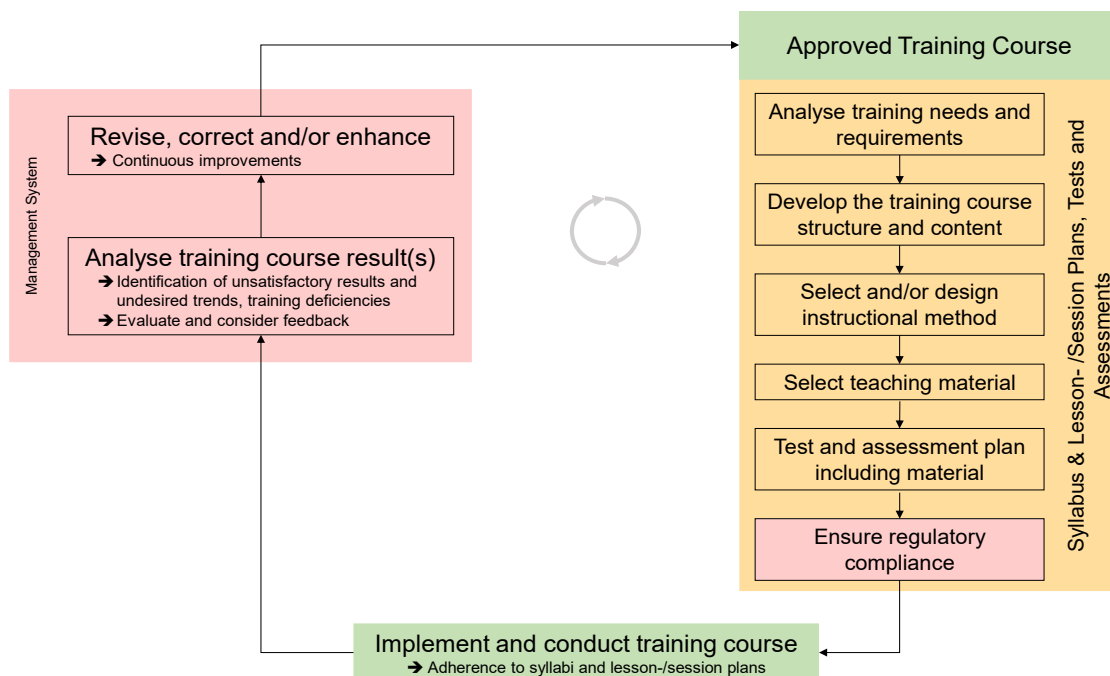 Approved Training Course
Analyse training needs and
requirements
Develop the training course
structure and content
Select and/or design
instructional method
Select teaching material
Test and assessment plan
including material
Ensure regulatory
compliance
Syllabus & Lesson- /Session Plans, Tests and
Assessments
Implement and conduct training course
➔ Adherence to syllabi and lesson-/session plans
Management System
Revise, correct and/or enhance
➔ Continuous improvements
Analyse training course result(s)
➔ Identification of unsatisfactory results and
undesired trends, training deficiencies
➔ Evaluate and consider feedback